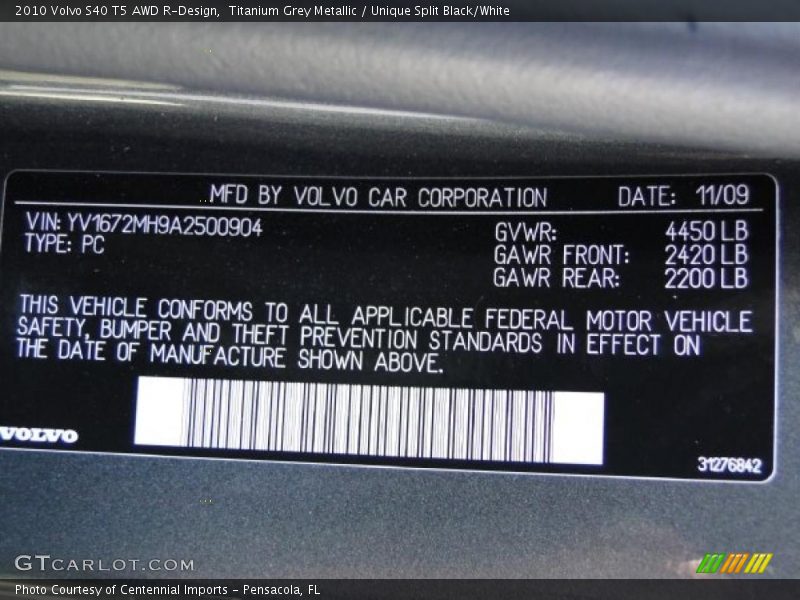 2010 Volvo S40 T5 AWD R-Design, Titanium Grey Metallic / Unique Split Black/White
MFD BY VOLVO CAR CORPORATION DATE: 11/09
VIN: YV1672MH9A2500904 GVWR: 4450 LB
TYPE: PC GAWR FRONT: 2420 LB
GAWR REAR: 2200 LB
THIS VEHICLE CONFORMS TO ALL APPLICABLE FEDERAL MOTOR VEHICLE
SAFETY, BUMPER AND THEFT PREVENTION STANDARDS IN EFFECT ON
THE DATE OF MANUFACTURE SHOWN ABOVE.
VOLVO
31276842
GTCARLOT.COM
Photo Courtesy of Centennial Imports - Pensacola, FL